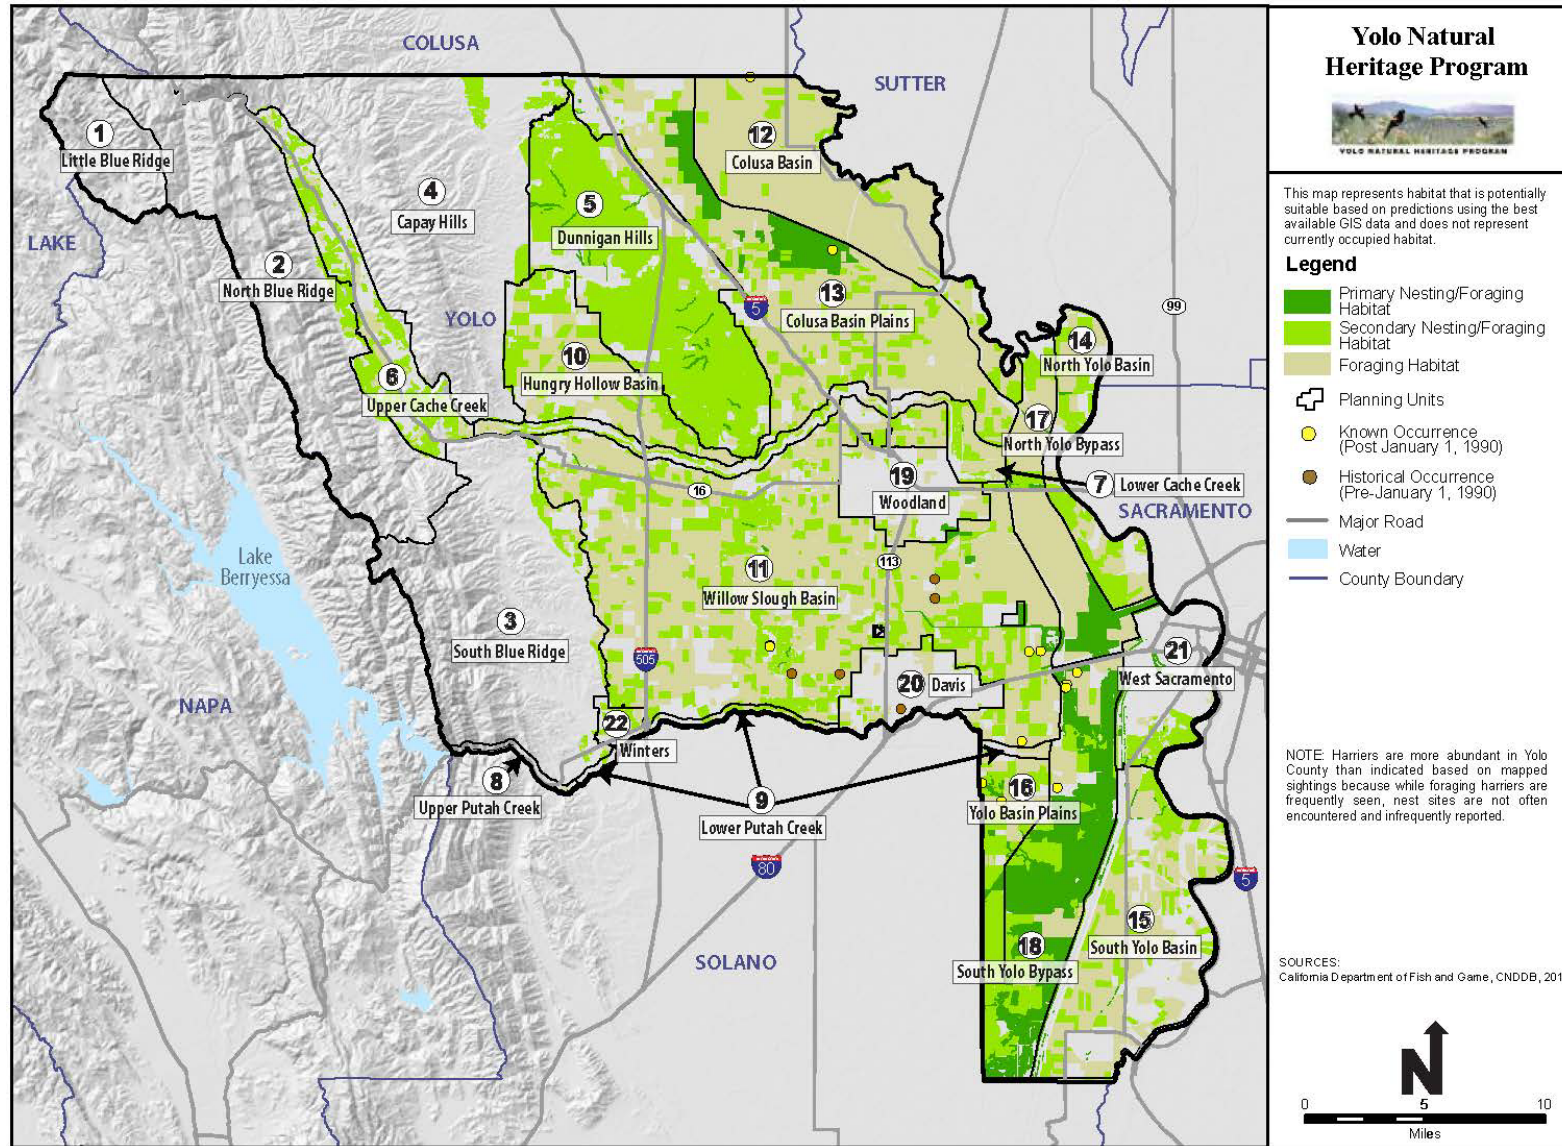 COLUSA
SUTTER
LAKE
YOLO
NAPA
SOLANO
SACRAMENTO
1
Little Blue Ridge
2
North Blue Ridge
3
South Blue Ridge
4
Capay Hills
5
Dunnigan Hills
6
Upper Cache Creek
7
Lower Cache Creek
8
Upper Putah Creek
9
Lower Putah Creek
10
Hungry Hollow Basin
11
Willow Slough Basin
12
Colusa Basin
13
Colusa Basin Plains
14
North Yolo Basin
15
South Yolo Basin
16
Yolo Basin Plains
17
North Yolo Bypass
18
South Yolo Bypass
19
Woodland
20 Davis
21
West Sacramento
22
Winters
Lake
Berryessa
5
99
16
113
505
80
5
Yolo Natural
Heritage Program
YOLO NATURAL HERITAGE PROGRAM
This map represents habitat that is potentially
suitable based on predictions using the best
available GIS data and does not represent
currently occupied habitat.
Legend
Primary Nesting/Foraging
Habitat
Secondary Nesting/Foraging
Habitat
Foraging Habitat
Planning Units
Known Occurrence
(Post January 1, 1990)
Historical Occurrence
(Pre-January 1, 1990)
Major Road
Water
County Boundary
NOTE: Harriers are more abundant in Yolo
County than indicated based on mapped
sightings because while foraging harriers are
frequently seen, nest sites are not often
encountered and infrequently reported.
SOURCES:
California Department of Fish and Game, CNDDB, 201
N
0 5 10
Miles